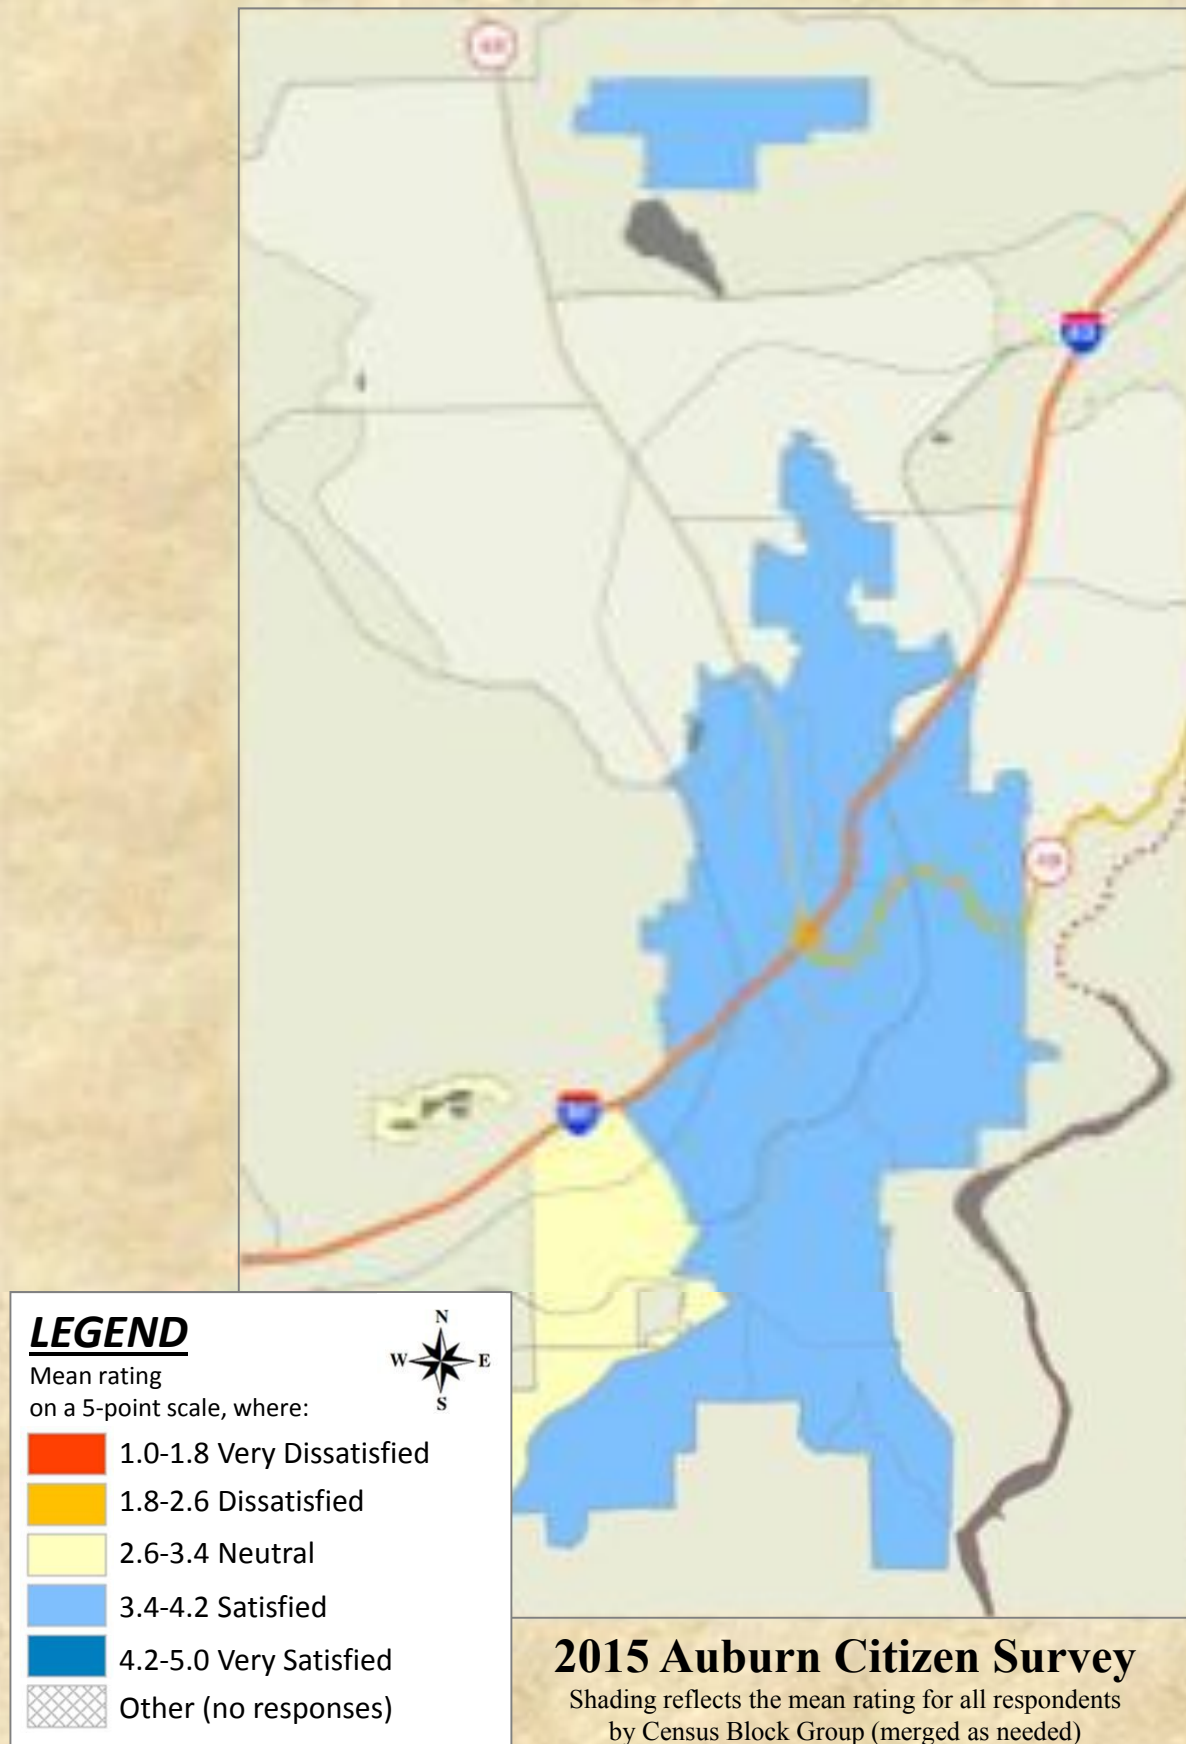 LEGEND
Mean rating
on a 5-point scale, where:
N
W E
S
1.0-1.8 Very Dissatisfied
1.8-2.6 Dissatisfied
2.6-3.4 Neutral
3.4-4.2 Satisfied
4.2-5.0 Very Satisfied
Other (no responses)
2015 Auburn Citizen Survey
Shading reflects the mean rating for all respondents
by Census Block Group (merged as needed)